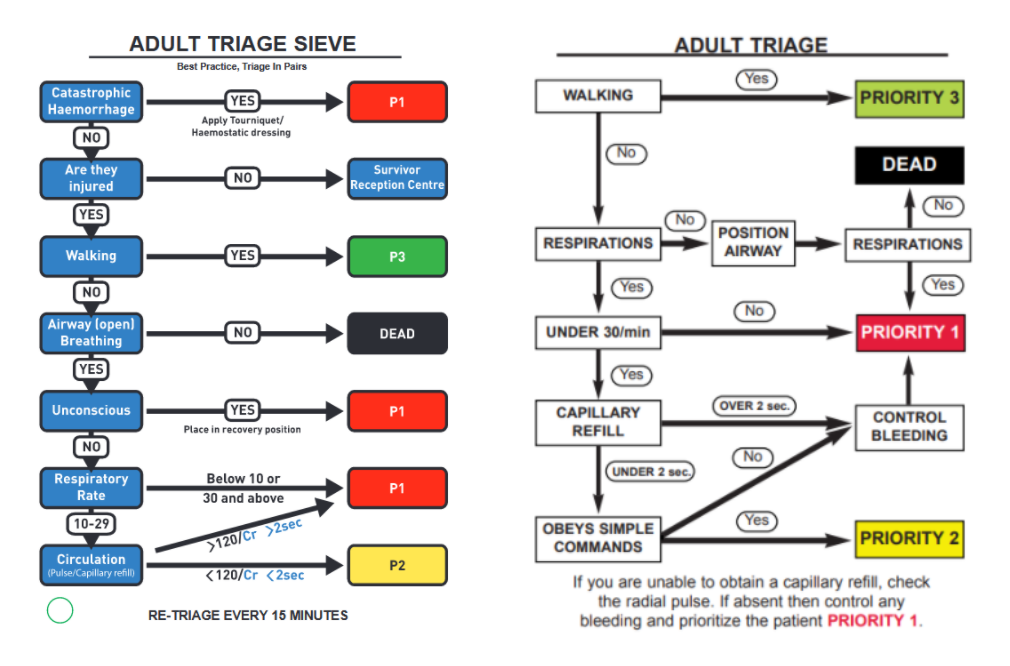 ADULT TRIAGE SIEVE
Best Practice, Triage In Pairs
Catastrophic
Haemorrhage
YES
P1
Apply Tourniquet/
Haemostatic dressing
NO
Are they
injured
NO
Survivor
Reception Centre
YES
Walking
YES
P3
NO
Airway (open)
Breathing
NO
DEAD
YES
Unconscious
YES
P1
Place in recovery position
NO
Respiratory
Rate
Below 10 or
30 and above
P1
10-29
>120/Cr >2sec
Circulation
(Pulse/Capillary refill)
<120/Cr <2sec
P2
RE-TRIAGE EVERY 15 MINUTES
ADULT TRIAGE
WALKING
Yes
PRIORITY 3
No
DEAD
No
RESPIRATIONS
No
POSITION
AIRWAY
RESPIRATIONS
Yes
Yes
UNDER 30/min
No
PRIORITY 1
Yes
CAPILLARY
REFILL
OVER 2 sec.
CONTROL
BLEEDING
UNDER 2 sec.
No
OBEYS SIMPLE
COMMANDS
Yes
PRIORITY 2
If you are unable to obtain a capillary refill, check
the radial pulse. If absent then control any
bleeding and prioritize the patient PRIORITY 1.